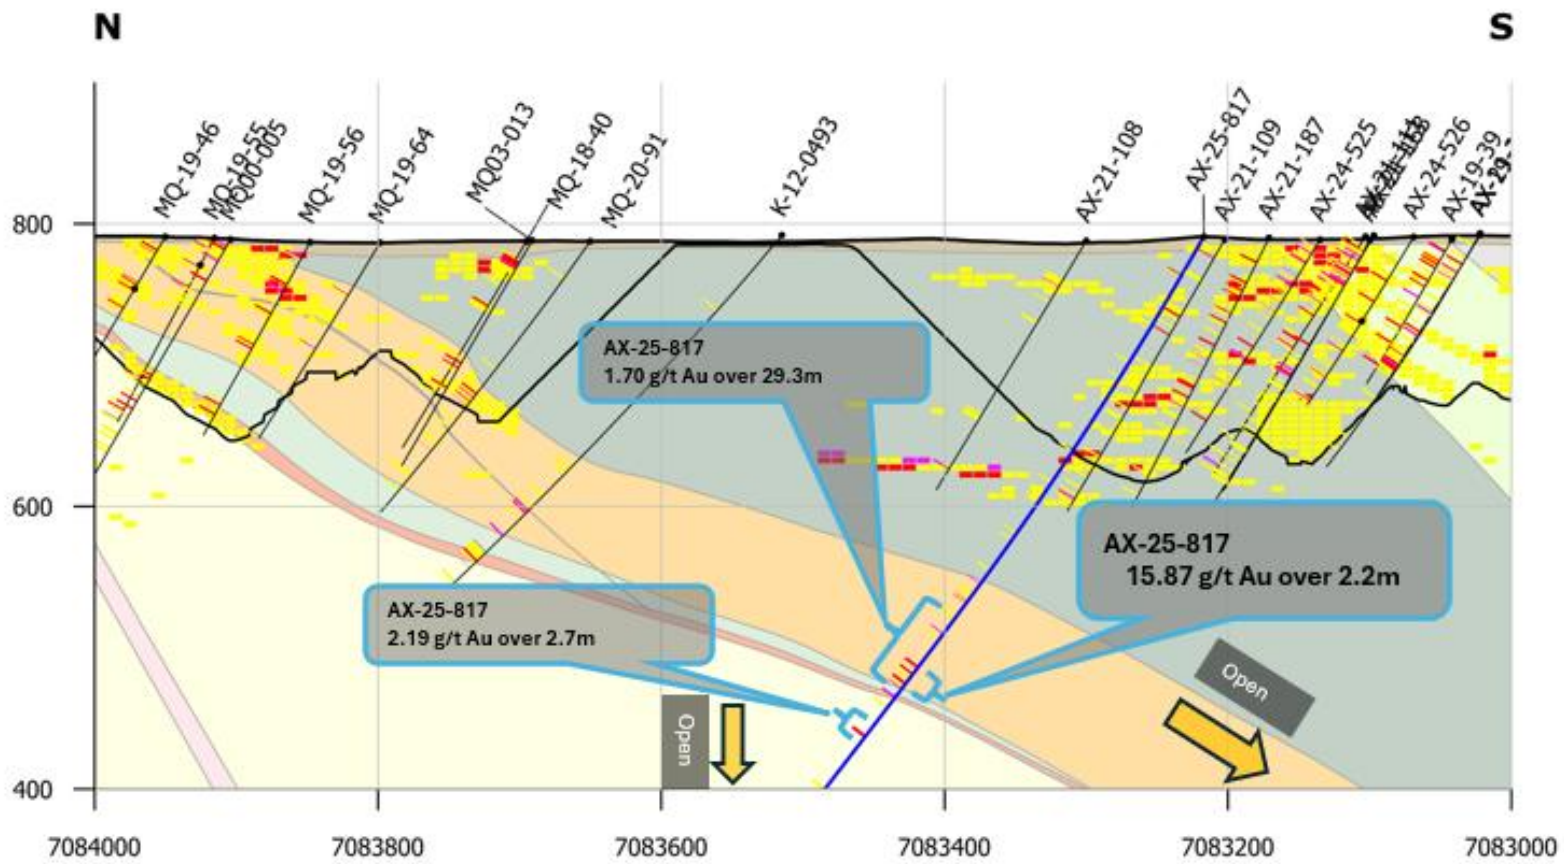 N
S
MQ-19-46
MQ-19-55
MQ00-005
MQ-19-56
MQ-19-64
MQ03-013
MQ-18-40
MQ-20-91
K-12-0493
AX-21-108
AX-25-817
AX-21-109
AX-21-187
AX-24-525
AX-24-526
AX-19-39
800
600
400
AX-25-817
1.70 g/t Au over 29.3m
AX-25-817
15.87 g/t Au over 2.2m
AX-25-817
2.19 g/t Au over 2.7m
Open
Open
7084000
7083800
7083600
7083400
7083200
7083000